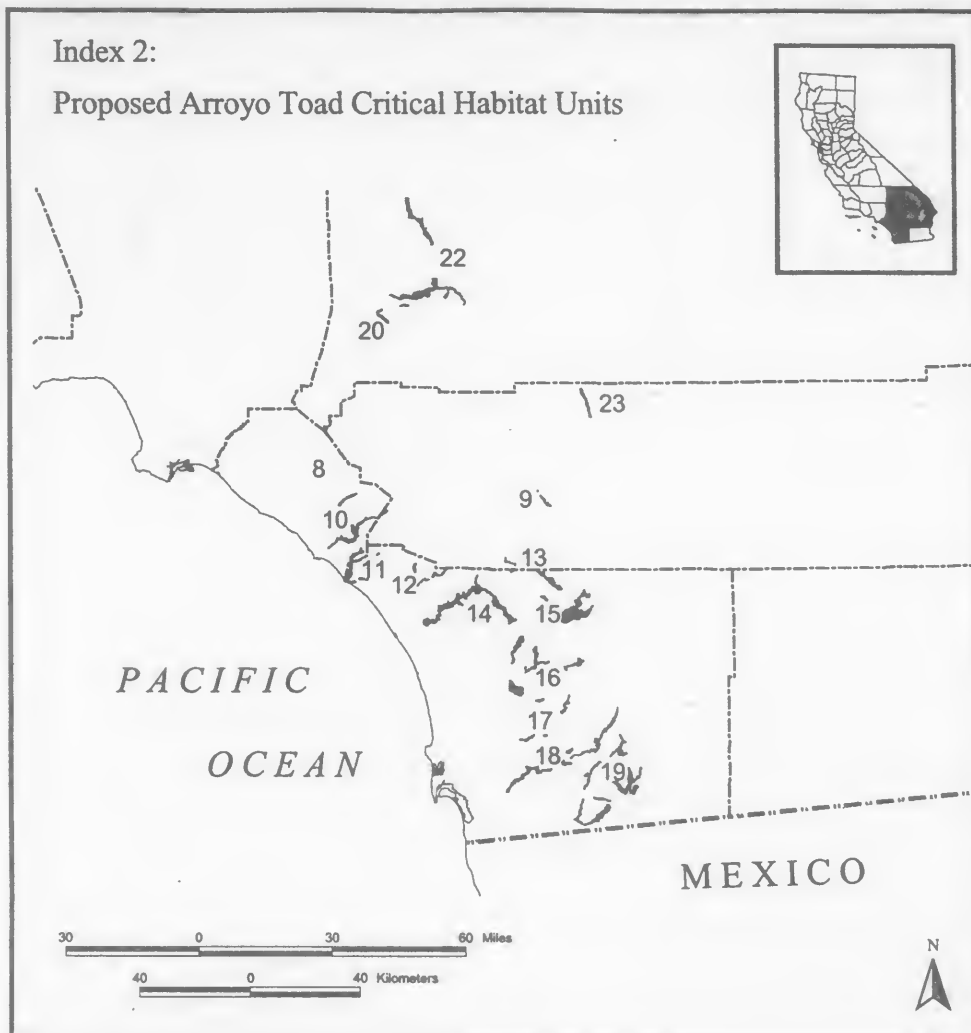 Index 2:
Proposed Arroyo Toad Critical Habitat Units
22
20
23
8
9
10
11
12
13
14
15
16
17
18
19
PACIFIC
OCEAN
MEXICO
30 0 30 60 Miles
40 0 40 Kilometers
N